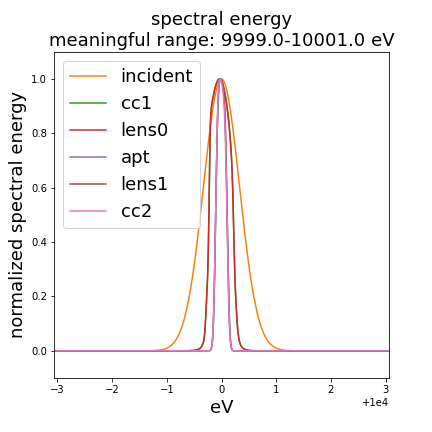 spectral energy
meaningful range: 9999.0-10001.0 eV
normalized spectral energy
1.0
0.8
0.6
0.4
0.2
0.0
incident
cc1
lens0
apt
lens1
cc2
−3
−2
−1
0
1
2
3
+1e4
eV